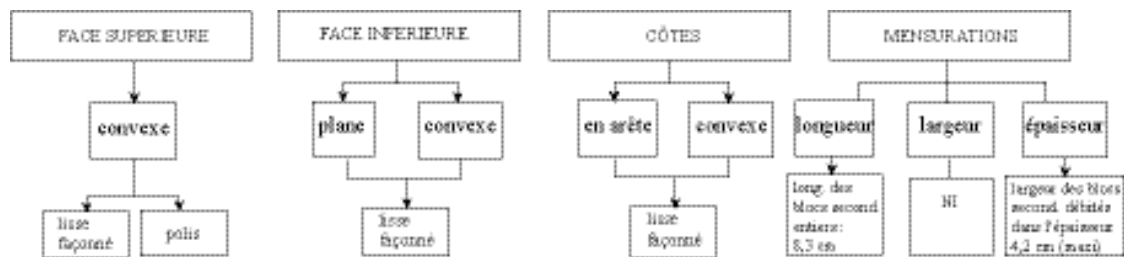 FACE SUPERIEURE
FACE INFERIEURE
CÔTES
MENSURATIONS
convexe
plane
convexe
en arête
convexe
longueur
largeur
épaisseur
lisse
façonné
polis
lisse
façonné
lisse
façonné
long. des
blocs second.
entiers:
8,3 cm
NI
largeur des blocs
second. débités
dans l'épaisseur
4,2 cm (maxi)